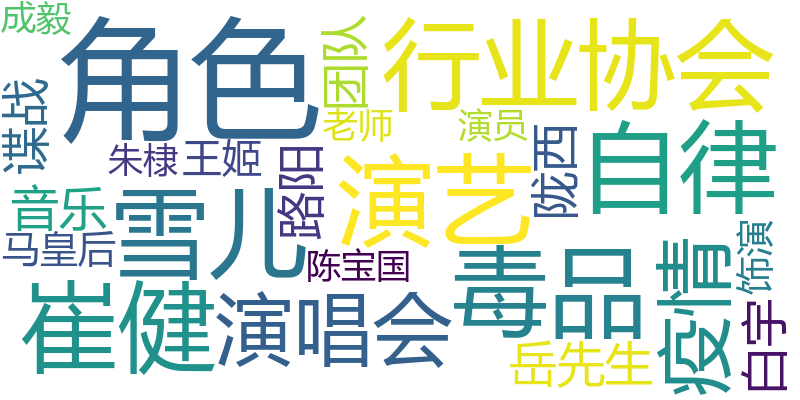 成毅
角色
团队
行业协会
谍战
老师
演员
朱棣
王姬
路阳
演艺
陇西
自律
音乐
雪儿
马皇后
陈宝国
毒品
疫情
饰演
崔健
演唱会
岳先生
白宇